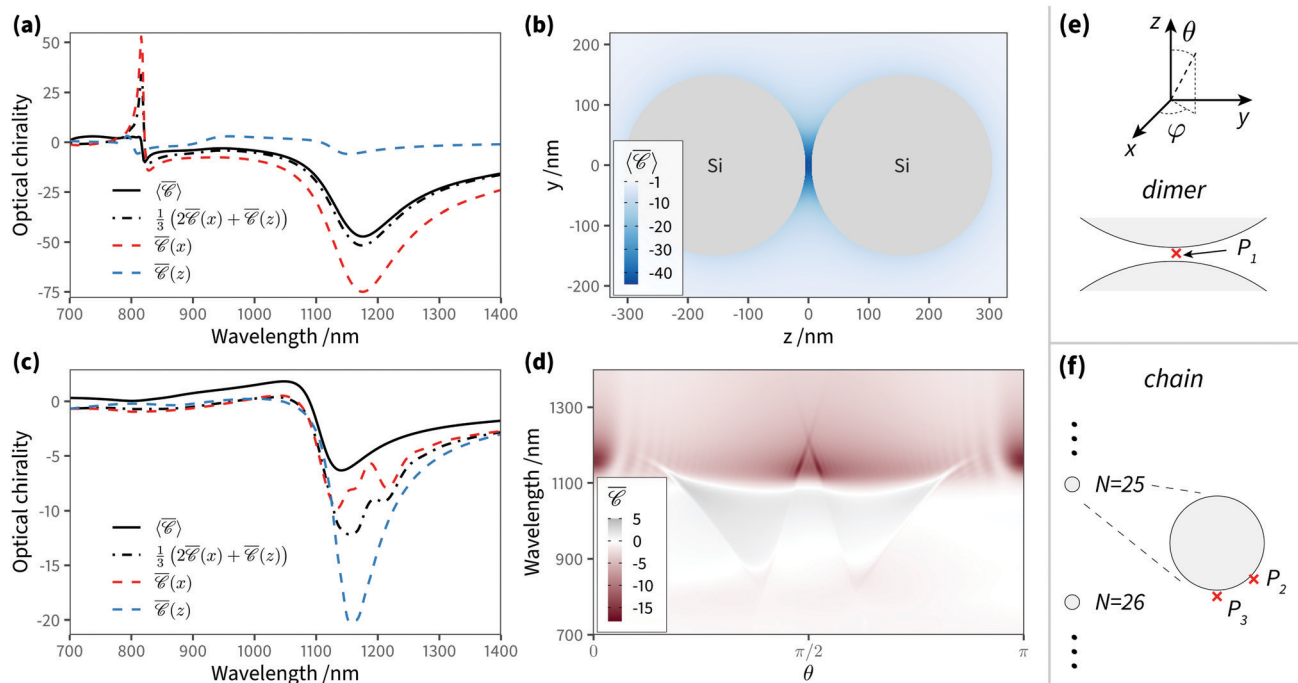 (a)
50
25
0
-25
-50
-75
Optical chirality
⟨𝒞̅⟩
1/3 (2𝒞̅(x) + 𝒞̅(z))
𝒞̅(x)
𝒞̅(z)
700 800 900 1000 1100 1200 1300 1400
Wavelength /nm
(b)
200
100
0
-100
-200
y /nm
Si
Si
⟨𝒞̅⟩
-1
-10
-20
-30
-40
-300 -200 -100 0 100 200 300
z /nm
(c)
0
-5
-10
-15
-20
Optical chirality
⟨𝒞̅⟩
1/3 (2𝒞̅(x) + 𝒞̅(z))
𝒞̅(x)
𝒞̅(z)
700 800 900 1000 1100 1200 1300 1400
Wavelength /nm
(d)
1300
1100
900
700
Wavelength /nm
𝒞̅
5
0
-5
-10
-15
0 π/2 π
θ
(e)
z
θ
y
φ
x
dimer
P1
(f)
chain
N=25
P2
P3
N=26